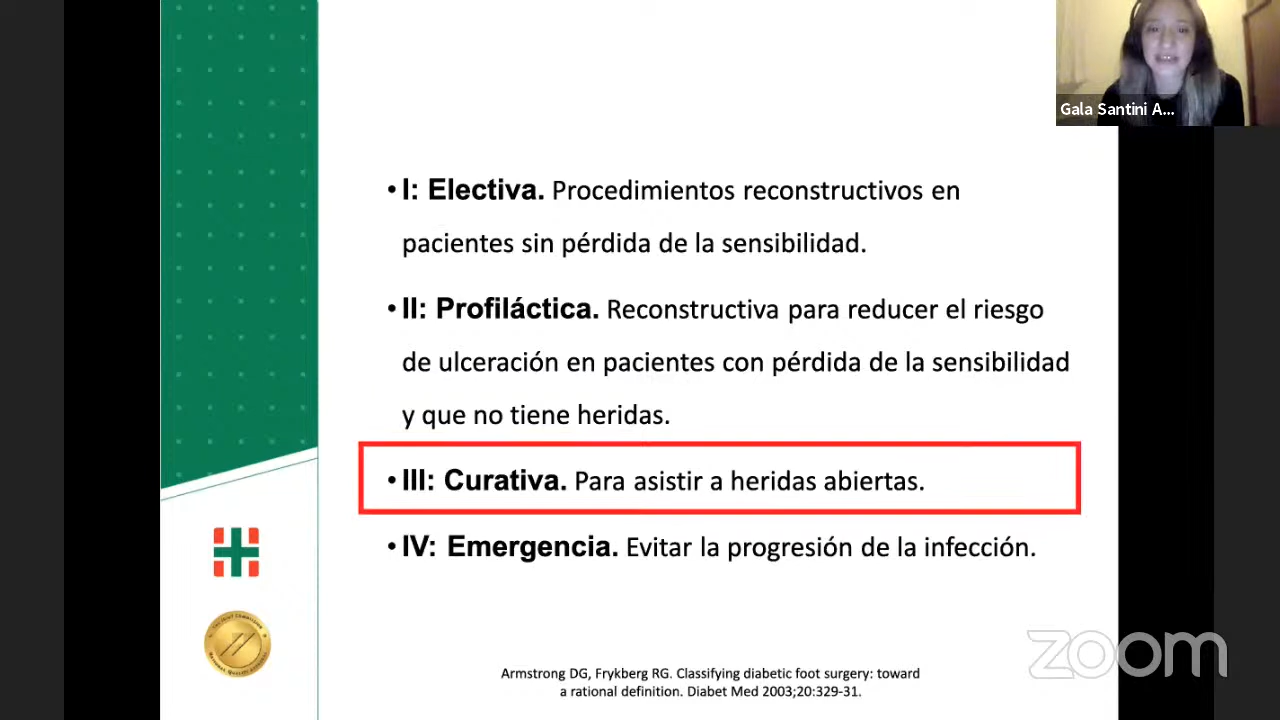 Gala Santini A...
• I: Electiva. Procedimientos reconstructivos en
pacientes sin pérdida de la sensibilidad.
• II: Profiláctica. Reconstructiva para reducer el riesgo
de ulceración en pacientes con pérdida de la sensibilidad
y que no tiene heridas.
• III: Curativa. Para asistir a heridas abiertas.
• IV: Emergencia. Evitar la progresión de la infección.
Armstrong DG, Frykberg RG. Classifying diabetic foot surgery: toward
a rational definition. Diabet Med 2003;20:329-31.
zoom